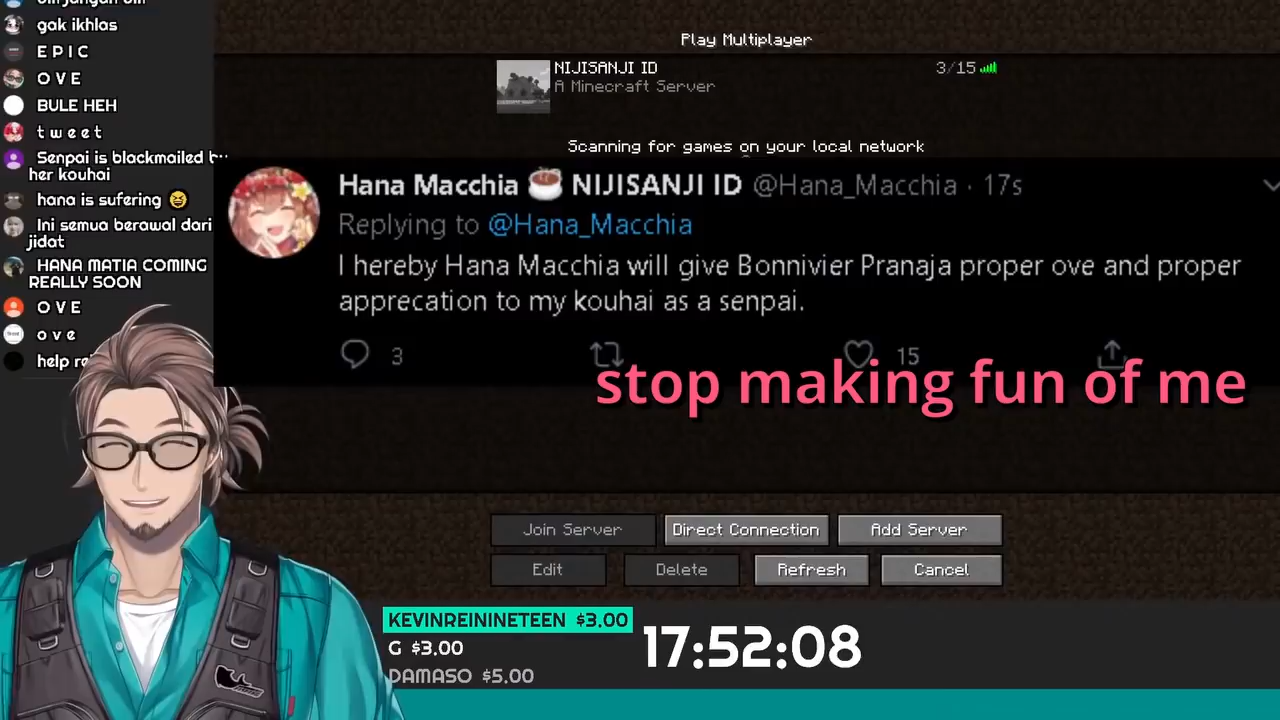 gak ikhlas
E P I C
O V E
BULE HEH
t w e e t
Senpai is blackmailed by
her kouhai
hana is sufering 😆
Ini semua berawal dari
jidat
HANA MATIA COMING
REALLY SOON
O V E
o v e
help
Play Multiplayer
NIJISANJI ID
3/15
A Minecraft Server
Scanning for games on your local network
Hana Macchia ☕ NIJISANJI ID @Hana_Macchia · 17s
Replying to @Hana_Macchia
I hereby Hana Macchia will give Bonnivier Pranaja proper ove and proper
apprecation to my kouhai as a senpai.
3
15
stop making fun of me
Join Server
Direct Connection
Add Server
Edit
Delete
Refresh
Cancel
KEVINREININETEEN $3.00
G $3.00
DAMASO $5.00
17:52:08